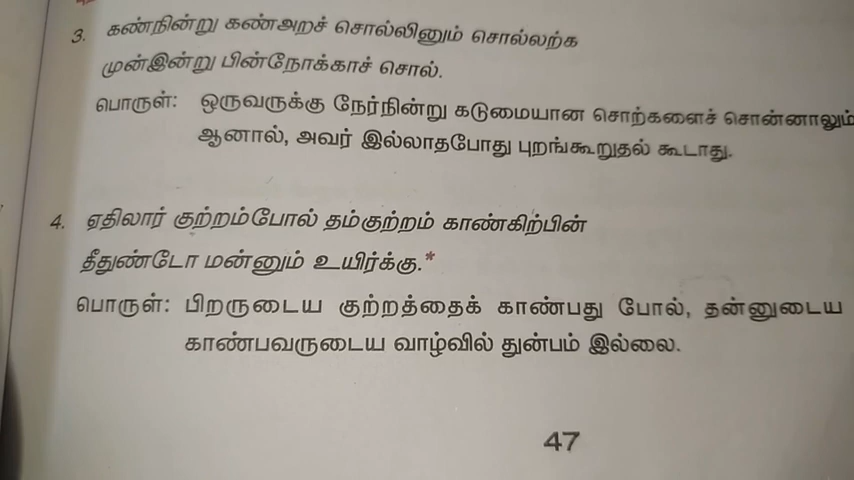 3. கண்நின்று கண்அறச் சொல்லினும் சொல்லற்க
முன்இன்று பின்நோக்காச் சொல்.
பொருள்: ஒருவருக்கு நேர்நின்று கடுமையான சொற்களைச் சொன்னாலும்
ஆனால், அவர் இல்லாதபோது புறங்கூறுதல் கூடாது.
4. ஏதிலார் குற்றம்போல் தம்குற்றம் காண்கிற்பின்
தீதுண்டோ மன்னும் உயிர்க்கு.*
பொருள்: பிறருடைய குற்றத்தைக் காண்பது போல், தன்னுடைய
காண்பவருடைய வாழ்வில் துன்பம் இல்லை.
47